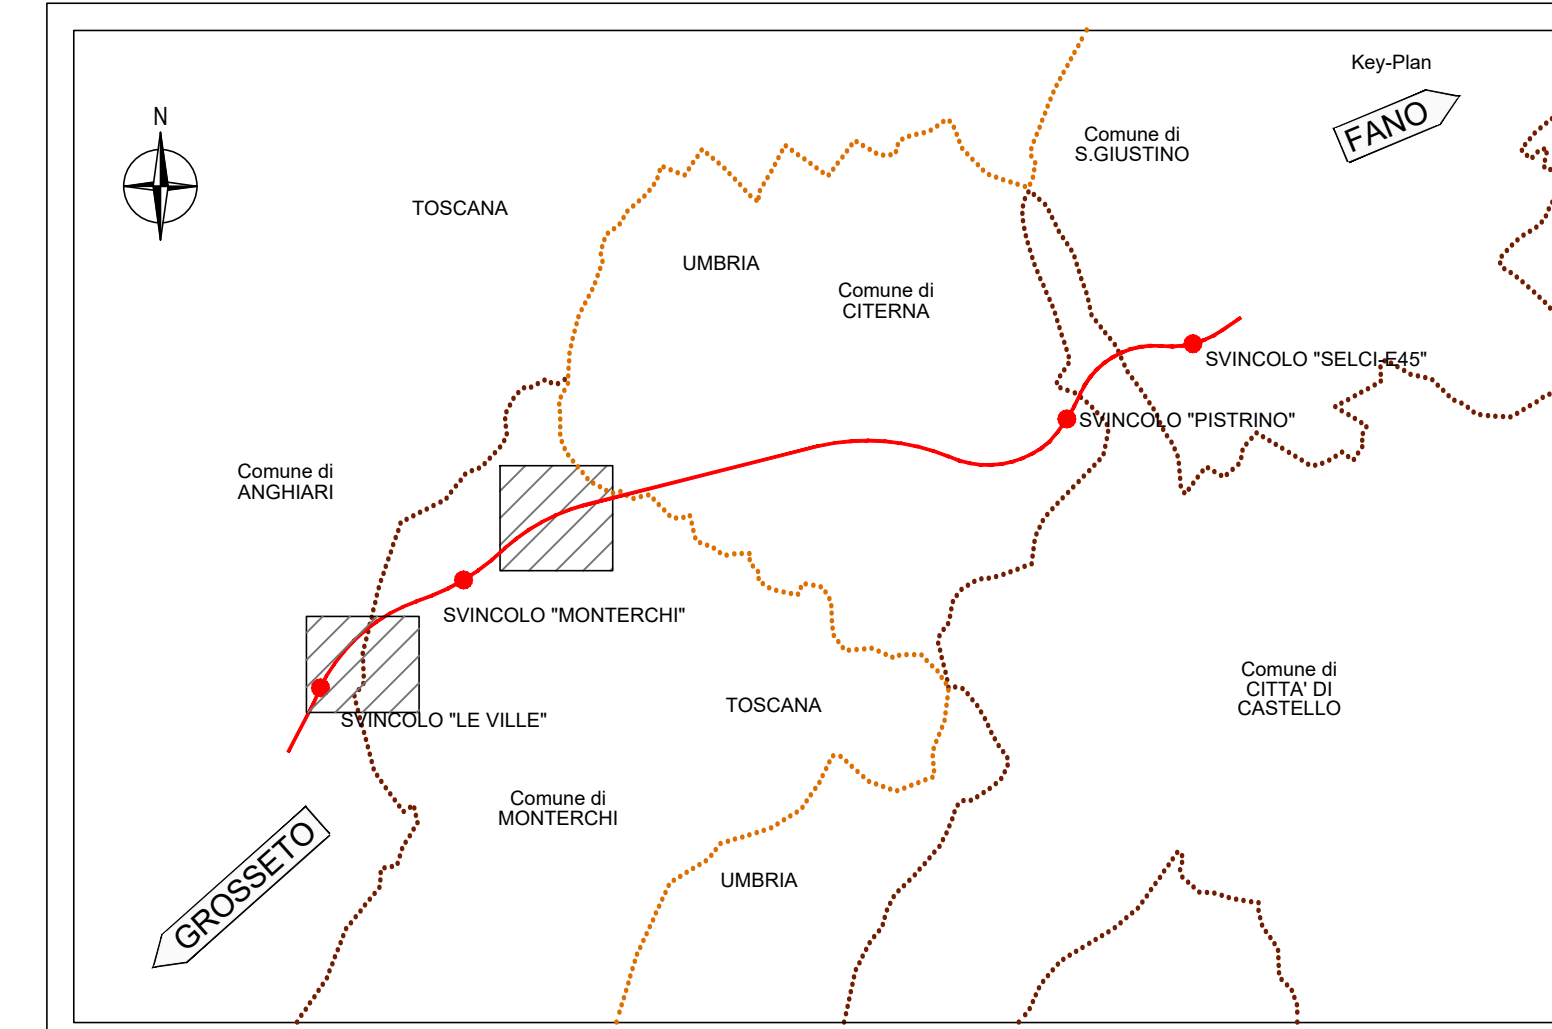 Key-Plan
N
FANO
Comune di
S.GIUSTINO
TOSCANA
UMBRIA
Comune di
CITERNA
SVINCOLO "SELCI-E45"
SVINCOLO "PISTRINO"
Comune di
ANGHIARI
SVINCOLO "MONTERCHI"
Comune di
CITTA' DI
CASTELLO
TOSCANA
SVINCOLO "LE VILLE"
Comune di
MONTERCHI
GROSSETO
UMBRIA